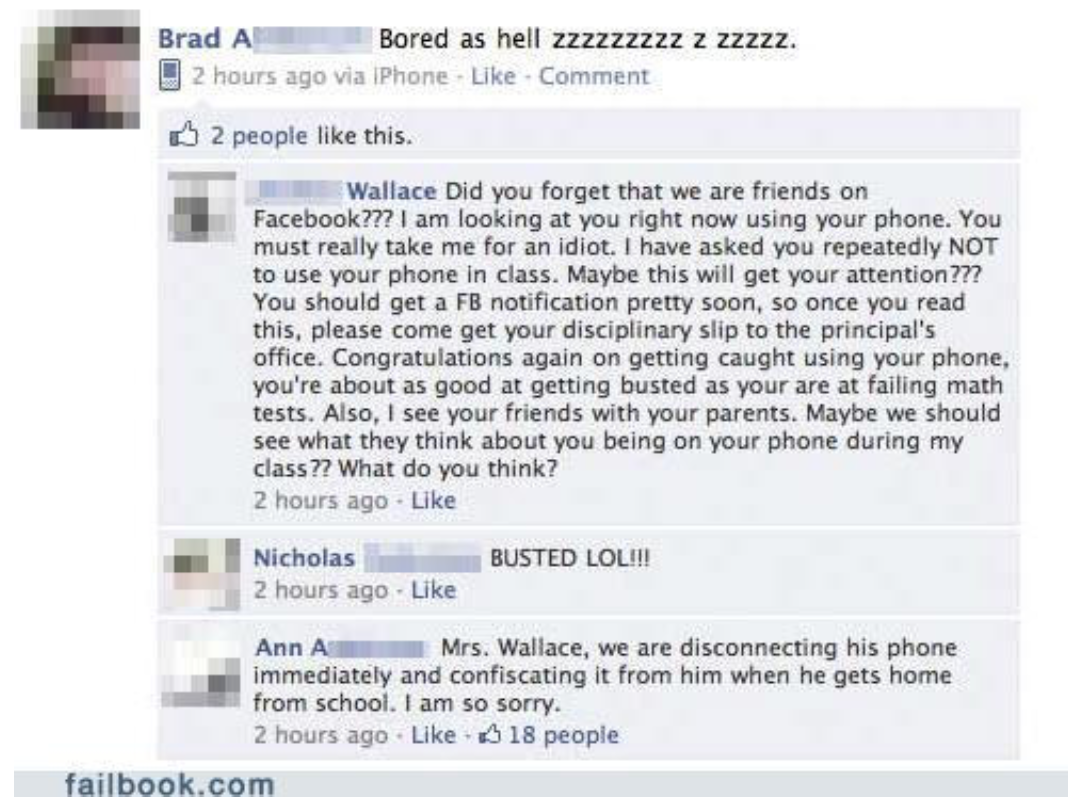 Brad A Bored as hell zzzzzzzzz z zzzzz.
2 hours ago via iPhone · Like · Comment
2 people like this.
Wallace Did you forget that we are friends on
Facebook??? I am looking at you right now using your phone. You
must really take me for an idiot. I have asked you repeatedly NOT
to use your phone in class. Maybe this will get your attention???
You should get a FB notification pretty soon, so once you read
this, please come get your disciplinary slip to the principal's
office. Congratulations again on getting caught using your phone,
you're about as good at getting busted as your are at failing math
tests. Also, I see your friends with your parents. Maybe we should
see what they think about you being on your phone during my
class?? What do you think?
2 hours ago · Like
Nicholas BUSTED LOL!!!
2 hours ago · Like
Ann A Mrs. Wallace, we are disconnecting his phone
immediately and confiscating it from him when he gets home
from school. I am so sorry.
2 hours ago · Like · 18 people
failbook.com